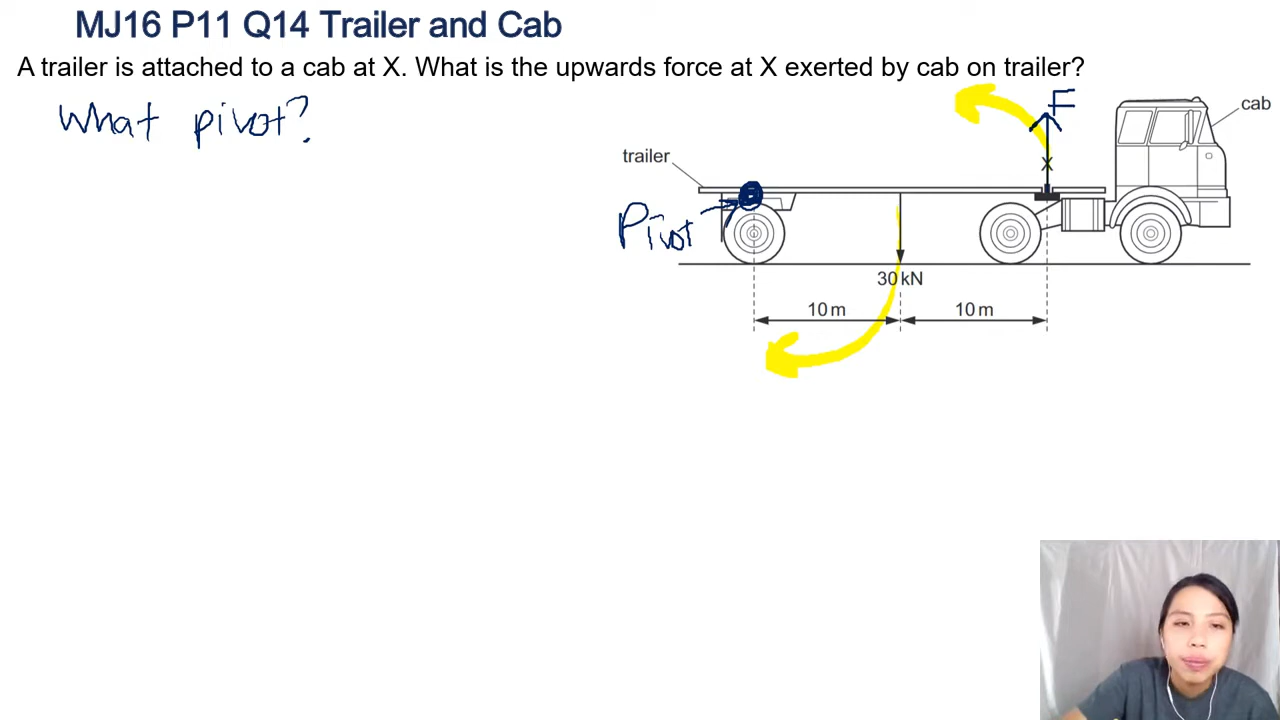 MJ16 P11 Q14 Trailer and Cab
A trailer is attached to a cab at X. What is the upwards force at X exerted by cab on trailer?
What pivot?
F
cab
trailer
X
Pivot
30 kN
10 m
10 m